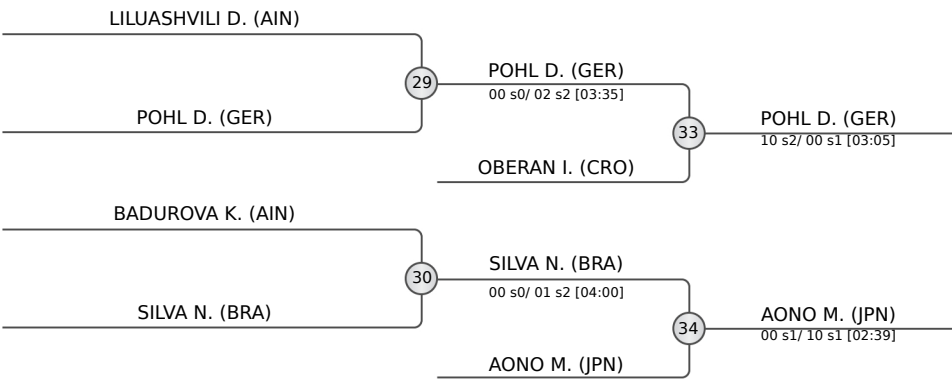 LILUASHVILI D. (AIN)
29
POHL D. (GER)
POHL D. (GER)
00 s0/ 02 s2 [03:35]
33
OBERAN I. (CRO)
POHL D. (GER)
10 s2/ 00 s1 [03:05]
BADUROVA K. (AIN)
30
SILVA N. (BRA)
SILVA N. (BRA)
00 s0/ 01 s2 [04:00]
34
AONO M. (JPN)
AONO M. (JPN)
00 s1/ 10 s1 [02:39]